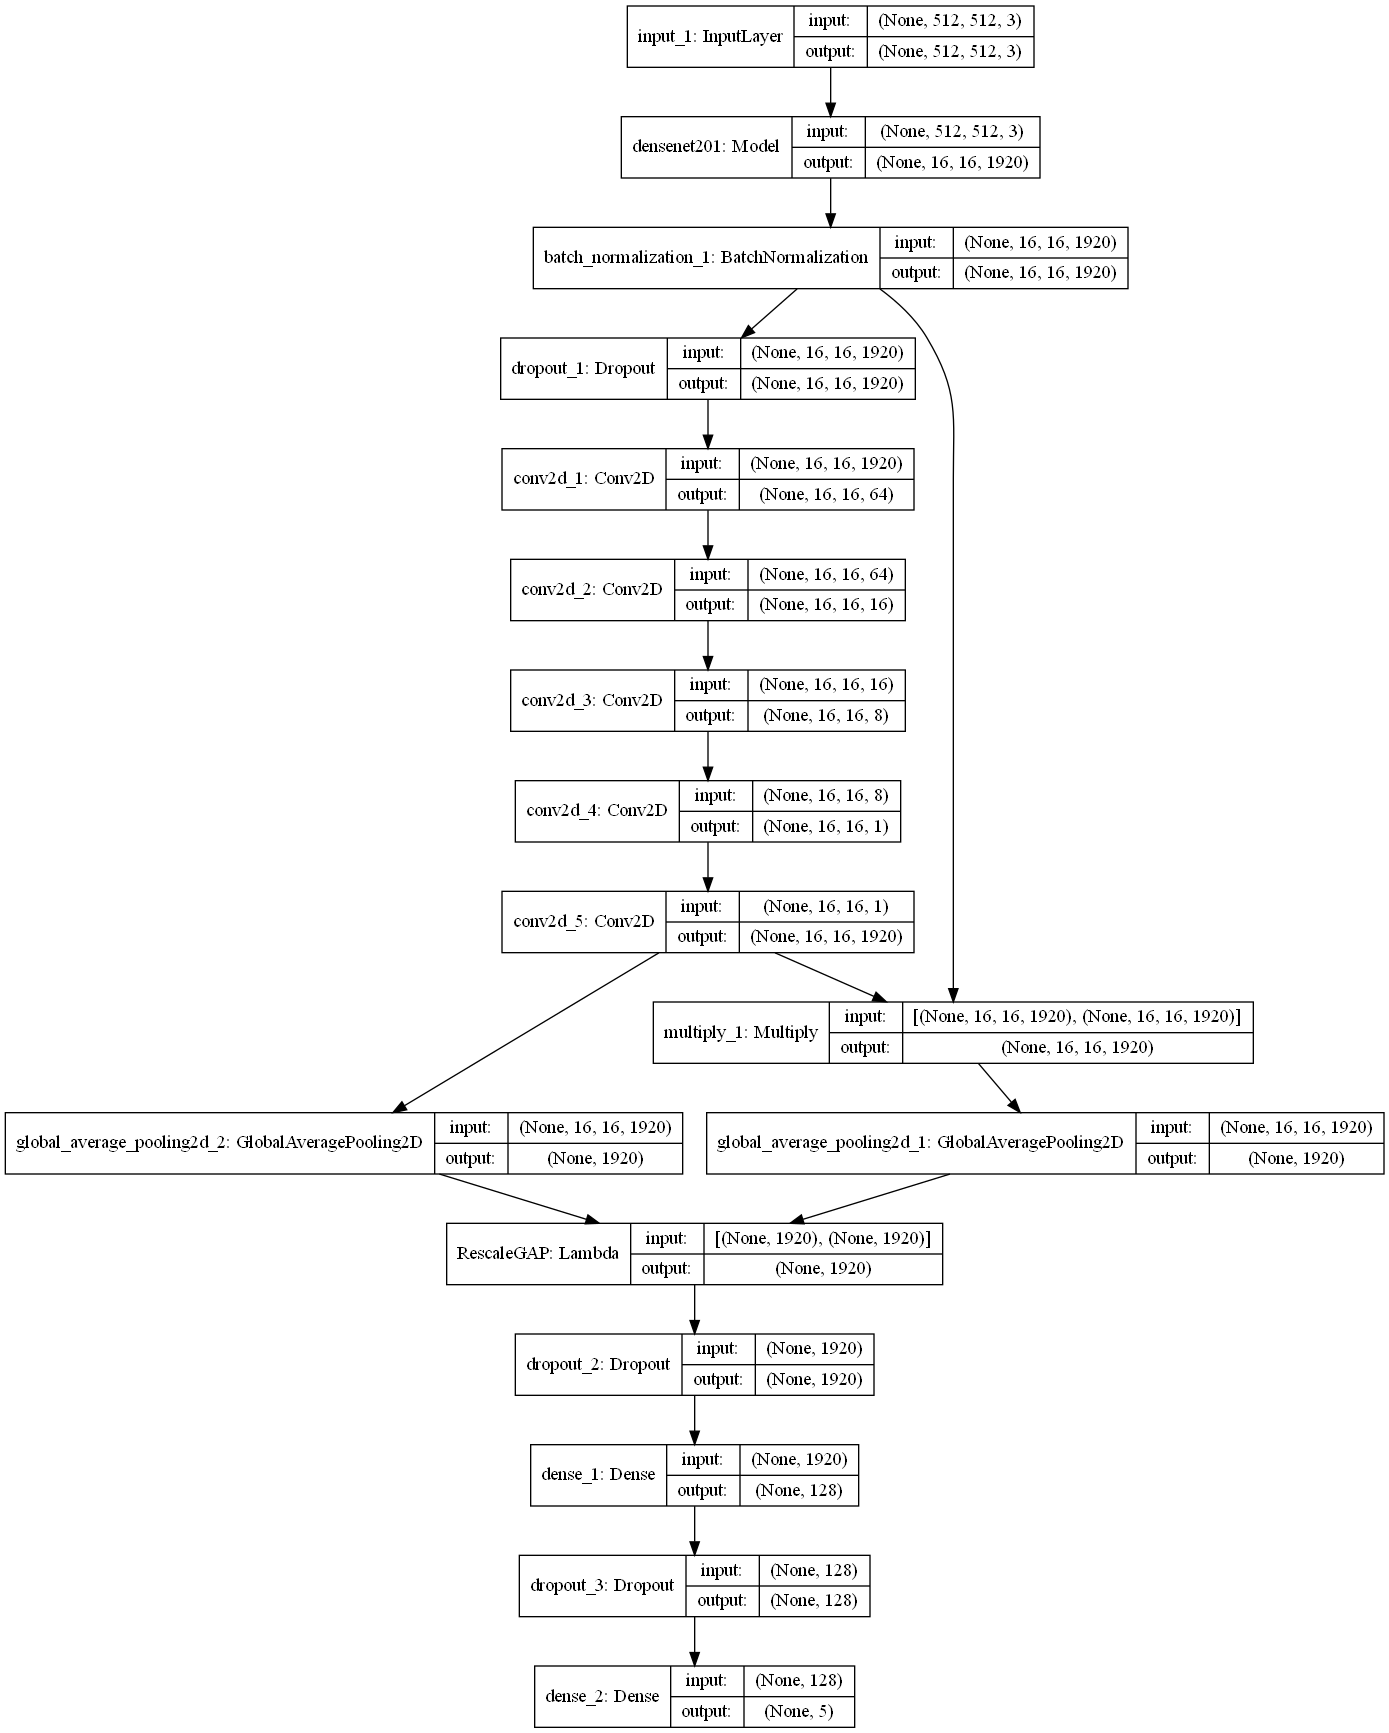 input_1: InputLayer
input: (None, 512, 512, 3)
output: (None, 512, 512, 3)
densenet201: Model
input: (None, 512, 512, 3)
output: (None, 16, 16, 1920)
batch_normalization_1: BatchNormalization
input: (None, 16, 16, 1920)
output: (None, 16, 16, 1920)
dropout_1: Dropout
input: (None, 16, 16, 1920)
output: (None, 16, 16, 1920)
conv2d_1: Conv2D
input: (None, 16, 16, 1920)
output: (None, 16, 16, 64)
conv2d_2: Conv2D
input: (None, 16, 16, 64)
output: (None, 16, 16, 16)
conv2d_3: Conv2D
input: (None, 16, 16, 16)
output: (None, 16, 16, 8)
conv2d_4: Conv2D
input: (None, 16, 16, 8)
output: (None, 16, 16, 1)
conv2d_5: Conv2D
input: (None, 16, 16, 1)
output: (None, 16, 16, 1920)
multiply_1: Multiply
input: [(None, 16, 16, 1920), (None, 16, 16, 1920)]
output: (None, 16, 16, 1920)
global_average_pooling2d_2: GlobalAveragePooling2D
input: (None, 16, 16, 1920)
output: (None, 1920)
global_average_pooling2d_1: GlobalAveragePooling2D
input: (None, 16, 16, 1920)
output: (None, 1920)
RescaleGAP: Lambda
input: [(None, 1920), (None, 1920)]
output: (None, 1920)
dropout_2: Dropout
input: (None, 1920)
output: (None, 1920)
dense_1: Dense
input: (None, 1920)
output: (None, 128)
dropout_3: Dropout
input: (None, 128)
output: (None, 128)
dense_2: Dense
input: (None, 128)
output: (None, 5)